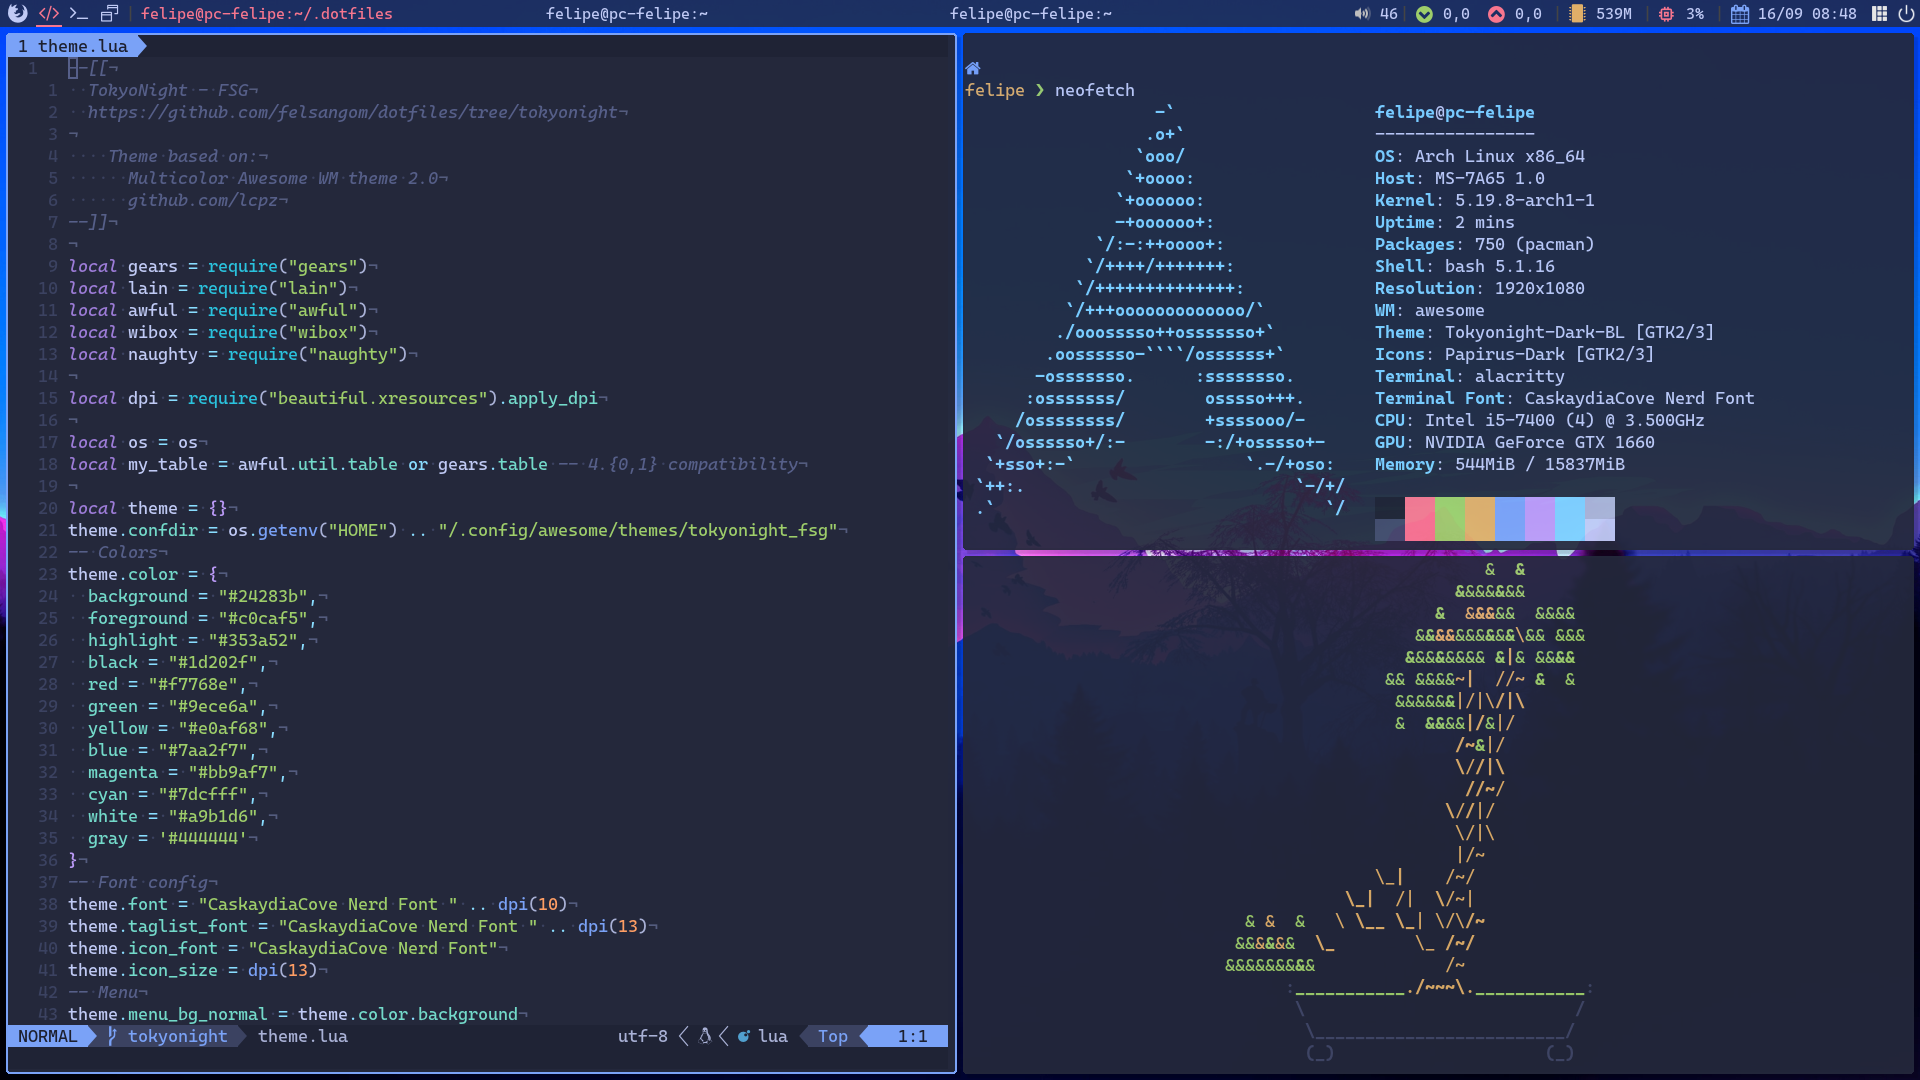 felipe@pc-felipe:~/.dotfiles felipe@pc-felipe:~ felipe@pc-felipe:~ 46 0,0 0,0 539M 3% 16/09 08:48
1 theme.lua
1 --[[¬
1 ··TokyoNight·-·FSG¬
2 ··https://github.com/felsangom/dotfiles/tree/tokyonight¬
3 ¬
4 ····Theme·based·on:¬
5 ······Multicolor·Awesome·WM·theme·2.0¬
6 ······github.com/lcpz¬
7 --]]¬
8 ¬
9 local·gears·=·require("gears")¬
10 local·lain·=·require("lain")¬
11 local·awful·=·require("awful")¬
12 local·wibox·=·require("wibox")¬
13 local·naughty·=·require("naughty")¬
14 ¬
15 local·dpi·=·require("beautiful.xresources").apply_dpi¬
16 ¬
17 local·os·=·os¬
18 local·my_table·=·awful.util.table·or·gears.table·--·4.{0,1}·compatibility¬
19 ¬
20 local·theme·=·{}¬
21 theme.confdir·=·os.getenv("HOME")·..·"/.config/awesome/themes/tokyonight_fsg"¬
22 --·Colors¬
23 theme.color·=·{¬
24 ··background·=·"#24283b",¬
25 ··foreground·=·"#c0caf5",¬
26 ··highlight·=·"#353a52",¬
27 ··black·=·"#1d202f",¬
28 ··red·=·"#f7768e",¬
29 ··green·=·"#9ece6a",¬
30 ··yellow·=·"#e0af68",¬
31 ··blue·=·"#7aa2f7",¬
32 ··magenta·=·"#bb9af7",¬
33 ··cyan·=·"#7dcfff",¬
34 ··white·=·"#a9b1d6",¬
35 ··gray·=·'#444444'¬
36 }¬
37 --·Font·config¬
38 theme.font·=·"CaskaydiaCove·Nerd·Font·"·..·dpi(10)¬
39 theme.taglist_font·=·"CaskaydiaCove·Nerd·Font·"·..·dpi(13)¬
40 theme.icon_font·=·"CaskaydiaCove·Nerd·Font"¬
41 theme.icon_size·=·dpi(13)¬
42 --·Menu¬
43 theme.menu_bg_normal·=·theme.color.background¬
NORMAL tokyonight theme.lua utf-8 lua Top 1:1
felipe ❯ neofetch
felipe@pc-felipe
----------------
OS: Arch Linux x86_64
Host: MS-7A65 1.0
Kernel: 5.19.8-arch1-1
Uptime: 2 mins
Packages: 750 (pacman)
Shell: bash 5.1.16
Resolution: 1920x1080
WM: awesome
Theme: Tokyonight-Dark-BL [GTK2/3]
Icons: Papirus-Dark [GTK2/3]
Terminal: alacritty
Terminal Font: CaskaydiaCove Nerd Font
CPU: Intel i5-7400 (4) @ 3.500GHz
GPU: NVIDIA GeForce GTX 1660
Memory: 544MiB / 15837MiB